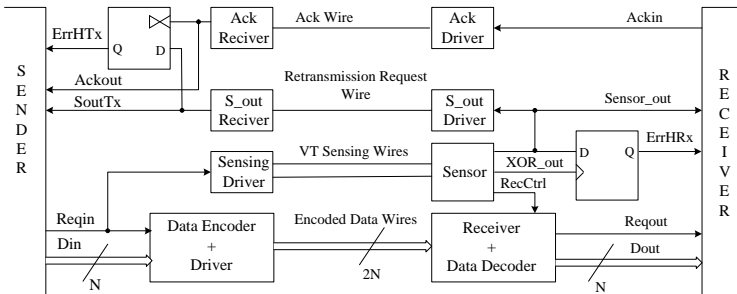 SENDER
ErrHTx
Q
D
Ack
Reciver
Ack Wire
Ack
Driver
Ackin
Ackout
SoutTx
S_out
Reciver
Retransmission Request
Wire
S_out
Driver
Sensor_out
Sensing
Driver
VT Sensing Wires
Sensor
XOR_out
RecCtrl
D
Q
ErrHRx
Reqin
Din
N
Data Encoder
+
Driver
Encoded Data Wires
2N
Receiver
+
Data Decoder
Reqout
Dout
N
RECEIVER